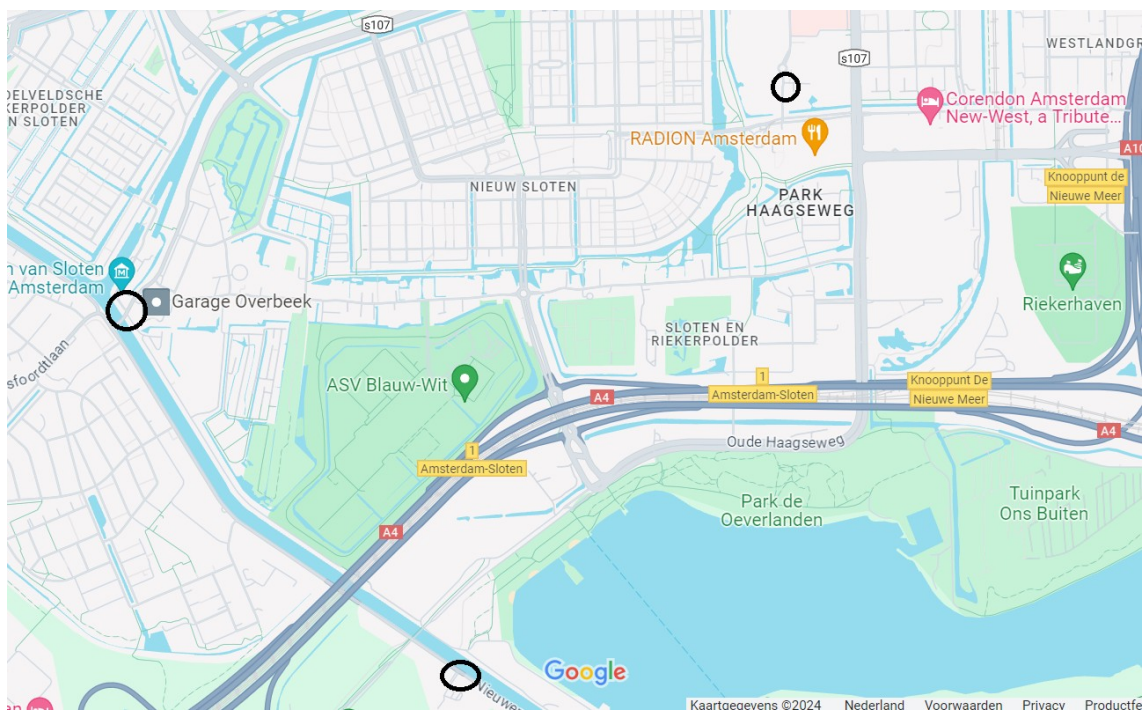 s107
WESTLANDGR
s107
Corendon Amsterdam
New-West, a Tribute...
RADION Amsterdam
A10
Knooppunt de
Nieuwe Meer
NIEUW SLOTEN
PARK
HAAGSEWEG
DELVELDSCHE
KERPOLDER
N SLOTEN
n van Sloten
Amsterdam
Garage Overbeek
Riekerhaven
SLOTEN EN
RIEKERPOLDER
sfoordtlaan
ASV Blauw-Wit
1
Amsterdam-Sloten
Knooppunt De
Nieuwe Meer
A4
A4
Oude Haagseweg
1
Amsterdam-Sloten
Park de
Oeverlanden
Tuinpark
Ons Buiten
A4
Google
Nieuwe
en
Kaartgegevens ©2024 Nederland Voorwaarden Privacy Productfe